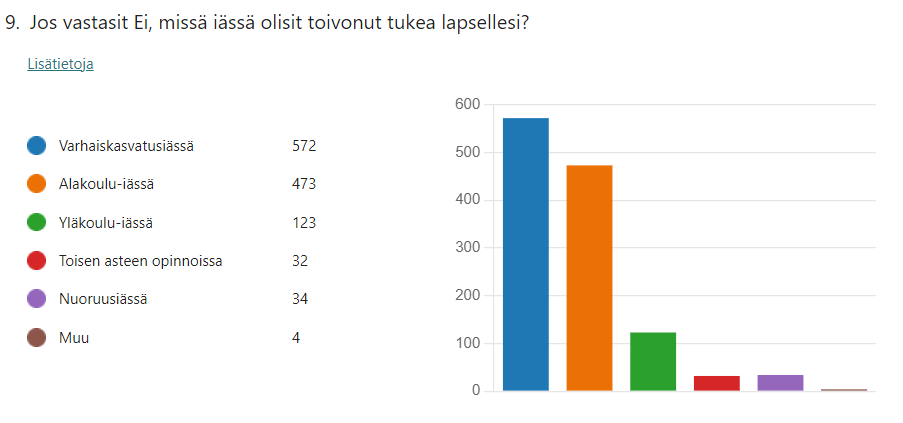 9. Jos vastasit Ei, missä iässä olisit toivonut tukea lapsellesi?
Lisätietoja
Varhaiskasvatusiässä 572
Alakoulu-iässä 473
Yläkoulu-iässä 123
Toisen asteen opinnoissa 32
Nuoruusiässä 34
Muu 4
600
500
400
300
200
100
0